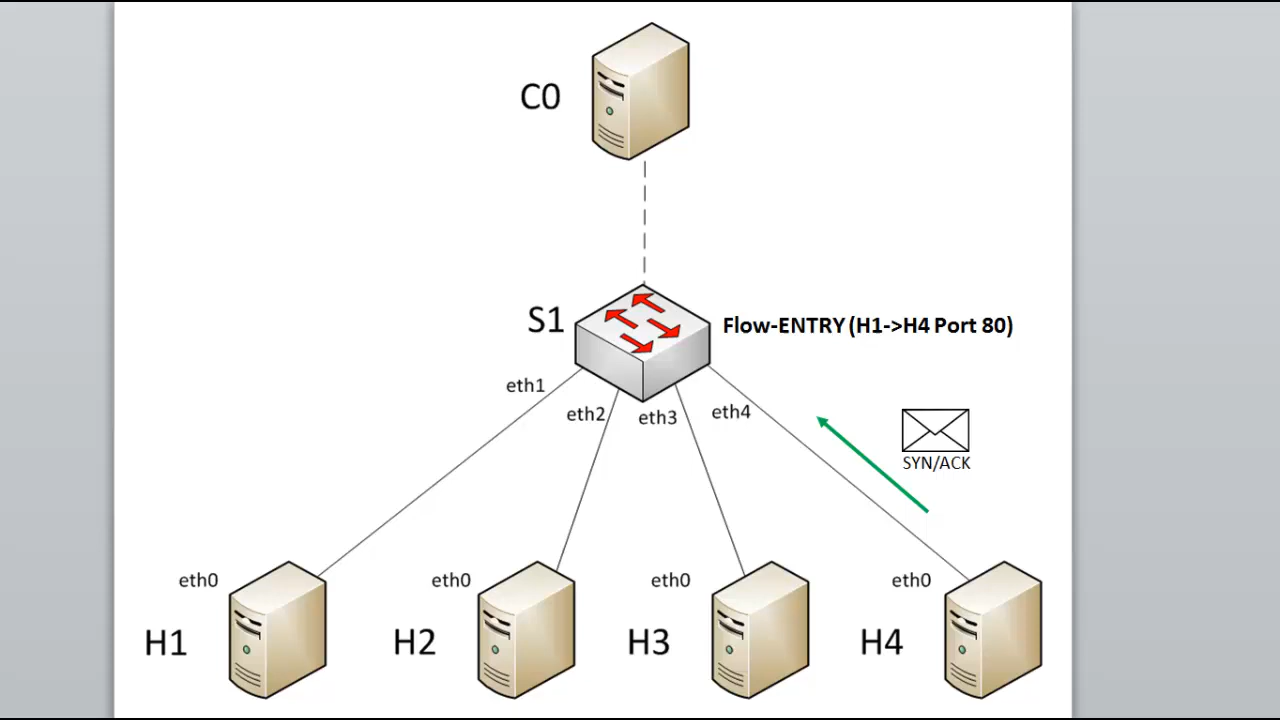 C0
S1
Flow-ENTRY (H1->H4 Port 80)
eth1
eth2
eth3
eth4
SYN/ACK
eth0
eth0
eth0
eth0
H1
H2
H3
H4